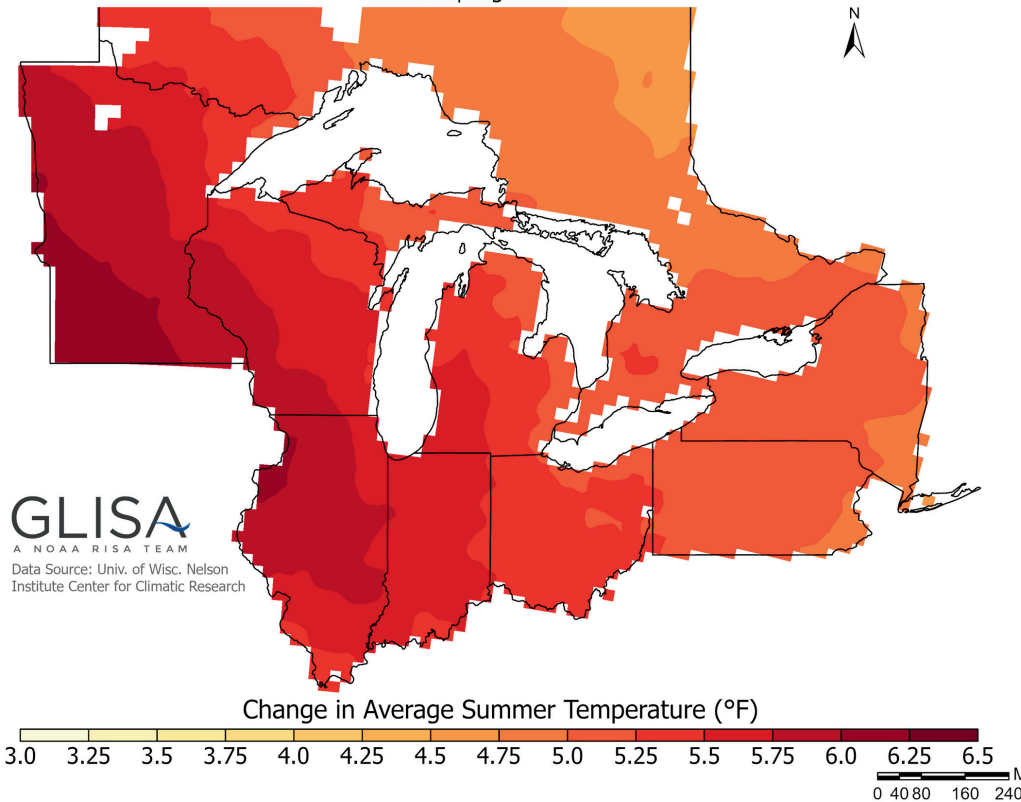 N
GLISA
A NOAA RISA TEAM
Data Source: Univ. of Wisc. Nelson
Institute Center for Climatic Research
Change in Average Summer Temperature (°F)
3.0 3.25 3.5 3.75 4.0 4.25 4.5 4.75 5.0 5.25 5.5 5.75 6.0 6.25 6.5
M
0 40 80 160 240